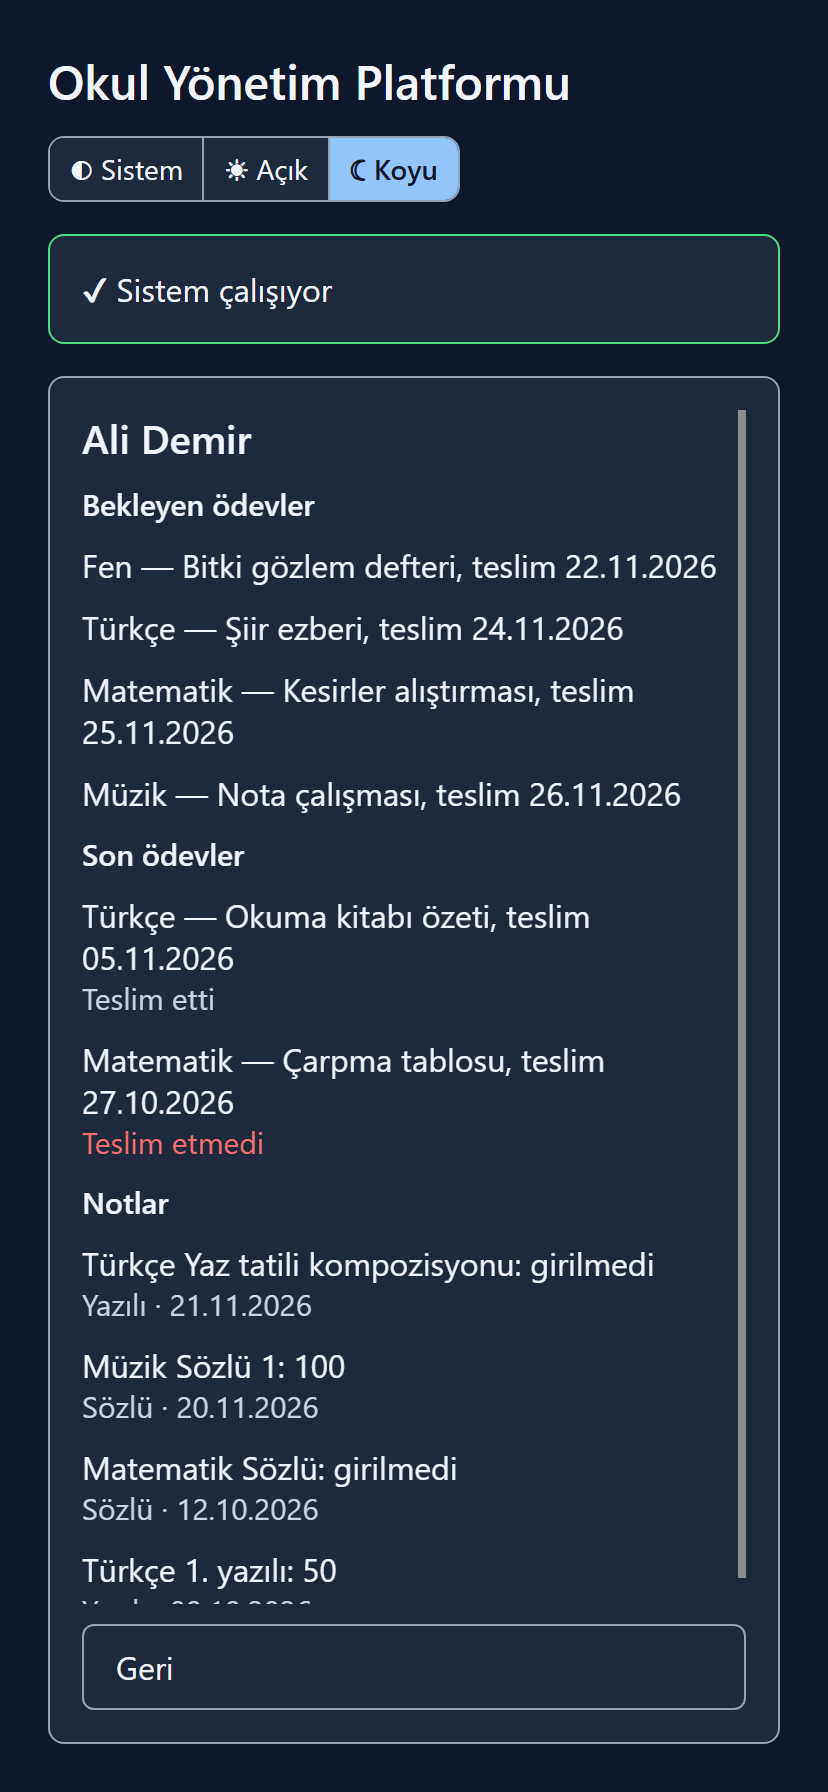 Okul Yönetim Platformu
Sistem
Açık
Koyu
✓ Sistem çalışıyor
Ali Demir
Bekleyen ödevler
Fen — Bitki gözlem defteri, teslim 22.11.2026
Türkçe — Şiir ezberi, teslim 24.11.2026
Matematik — Kesirler alıştırması, teslim
25.11.2026
Müzik — Nota çalışması, teslim 26.11.2026
Son ödevler
Türkçe — Okuma kitabı özeti, teslim
05.11.2026
Teslim etti
Matematik — Çarpma tablosu, teslim
27.10.2026
Teslim etmedi
Notlar
Türkçe Yaz tatili kompozisyonu: girilmedi
Yazılı · 21.11.2026
Müzik Sözlü 1: 100
Sözlü · 20.11.2026
Matematik Sözlü: girilmedi
Sözlü · 12.10.2026
Türkçe 1. yazılı: 50
Geri